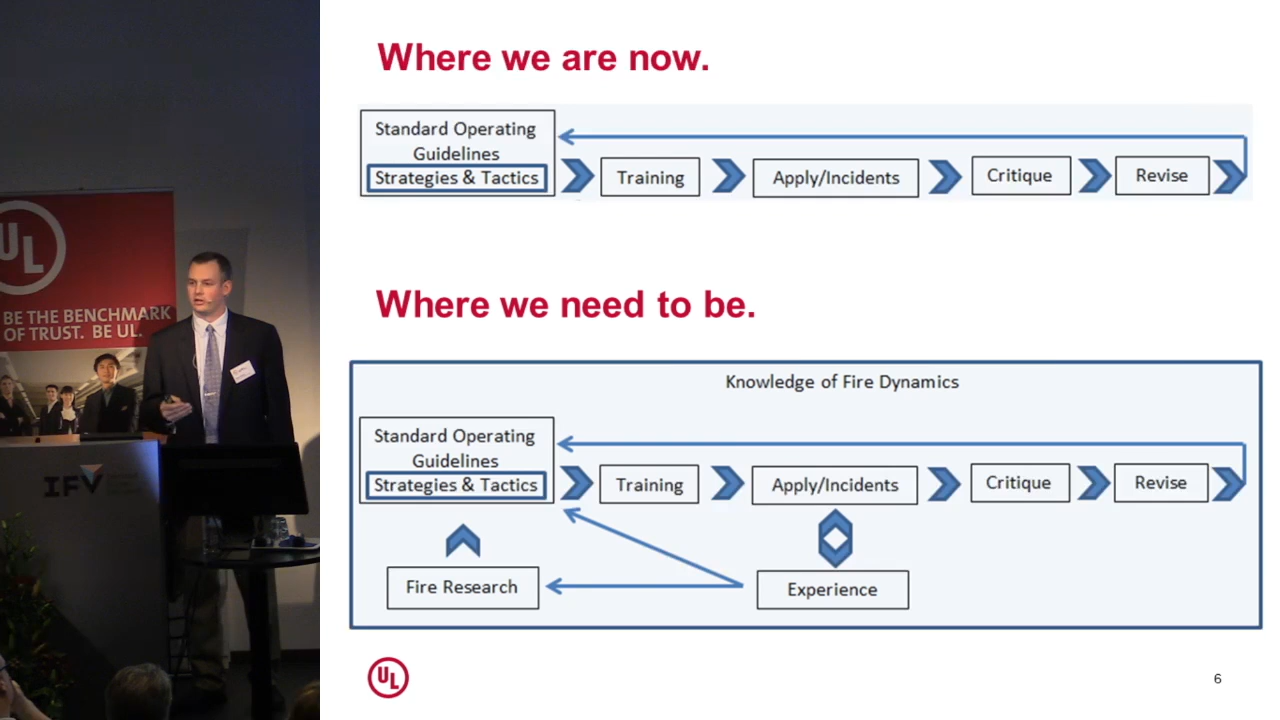 UL
BE THE BENCHMARK
OF TRUST. BE UL.
IFV
Where we are now.
Standard Operating
Guidelines
Strategies & Tactics
Training
Apply/Incidents
Critique
Revise
Where we need to be.
Knowledge of Fire Dynamics
Standard Operating
Guidelines
Strategies & Tactics
Training
Apply/Incidents
Critique
Revise
Fire Research
Experience
UL
6